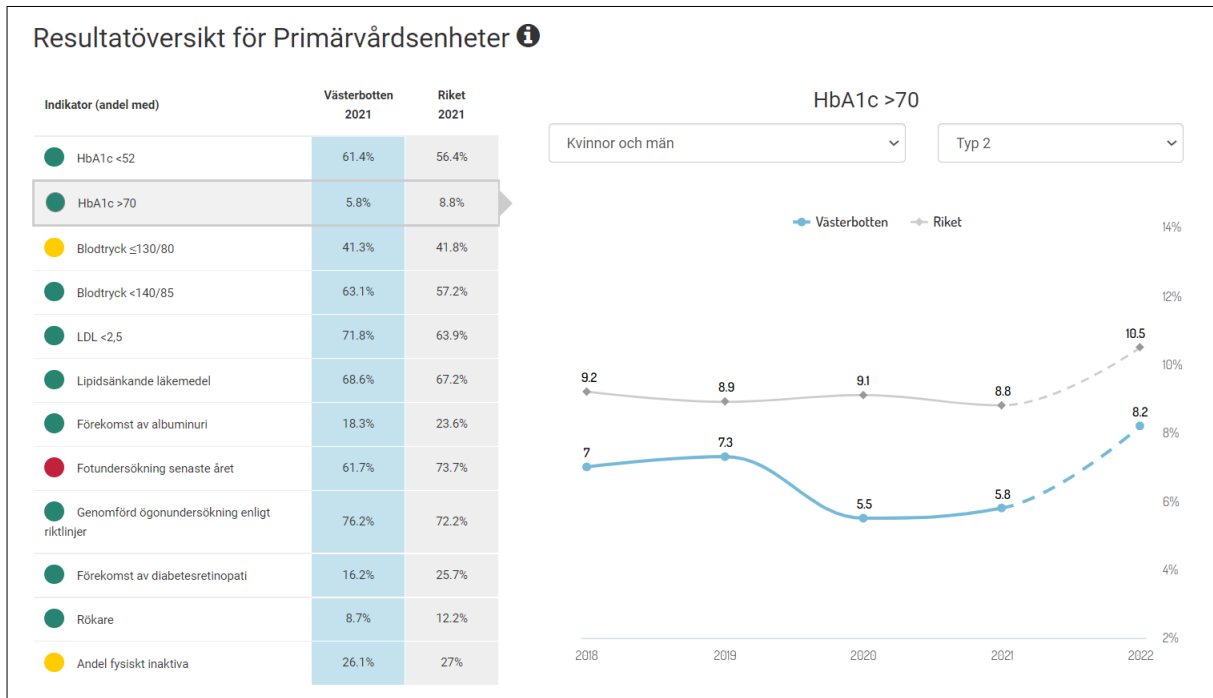 Resultatöversikt för Primärvårdsenheter
Indikator (andel med) Västerbotten 2021 Riket 2021
HbA1c <52 61.4% 56.4%
HbA1c >70 5.8% 8.8%
Blodtryck ≤130/80 41.3% 41.8%
Blodtryck <140/85 63.1% 57.2%
LDL <2,5 71.8% 63.9%
Lipidsänkande läkemedel 68.6% 67.2%
Förekomst av albuminuri 18.3% 23.6%
Fotundersökning senaste året 61.7% 73.7%
Genomförd ögonundersökning enligt
riktlinjer 76.2% 72.2%
Förekomst av diabetesretinopati 16.2% 25.7%
Rökare 8.7% 12.2%
Andel fysiskt inaktiva 26.1% 27%
HbA1c >70
Kvinnor och män Typ 2
Västerbotten Riket
14%
12%
10%
8%
6%
4%
2%
9.2 8.9 9.1 8.8 10.5
7 7.3 5.5 5.8 8.2
2018 2019 2020 2021 2022